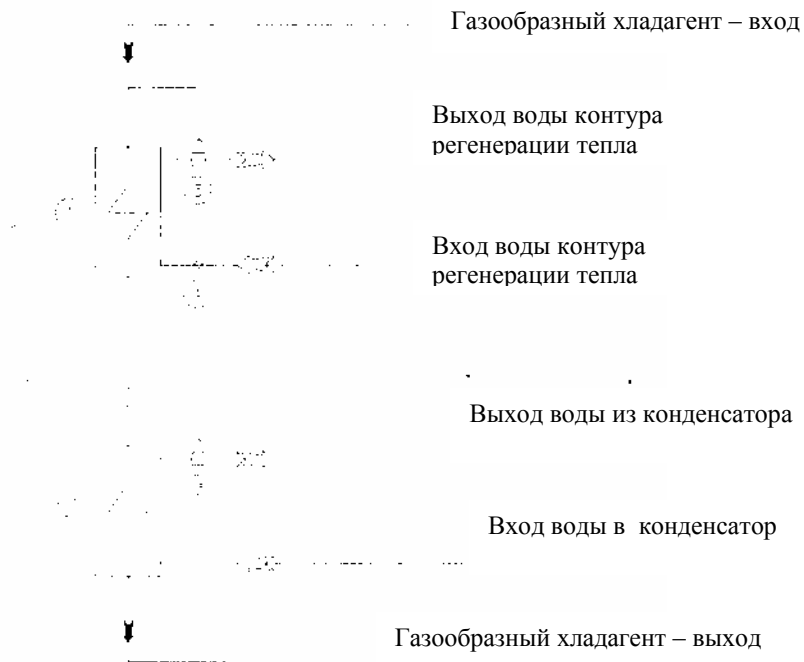 Газообразный хладагент – вход
Выход воды контура
регенерации тепла
Вход воды контура
регенерации тепла
Выход воды из конденсатора
Вход воды в конденсатор
Газообразный хладагент – выход